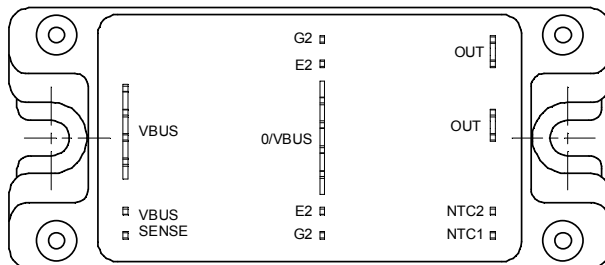 G2
OUT
E2
VBUS
0/VBUS
OUT
VBUS
SENSE
E2
G2
NTC2
NTC1